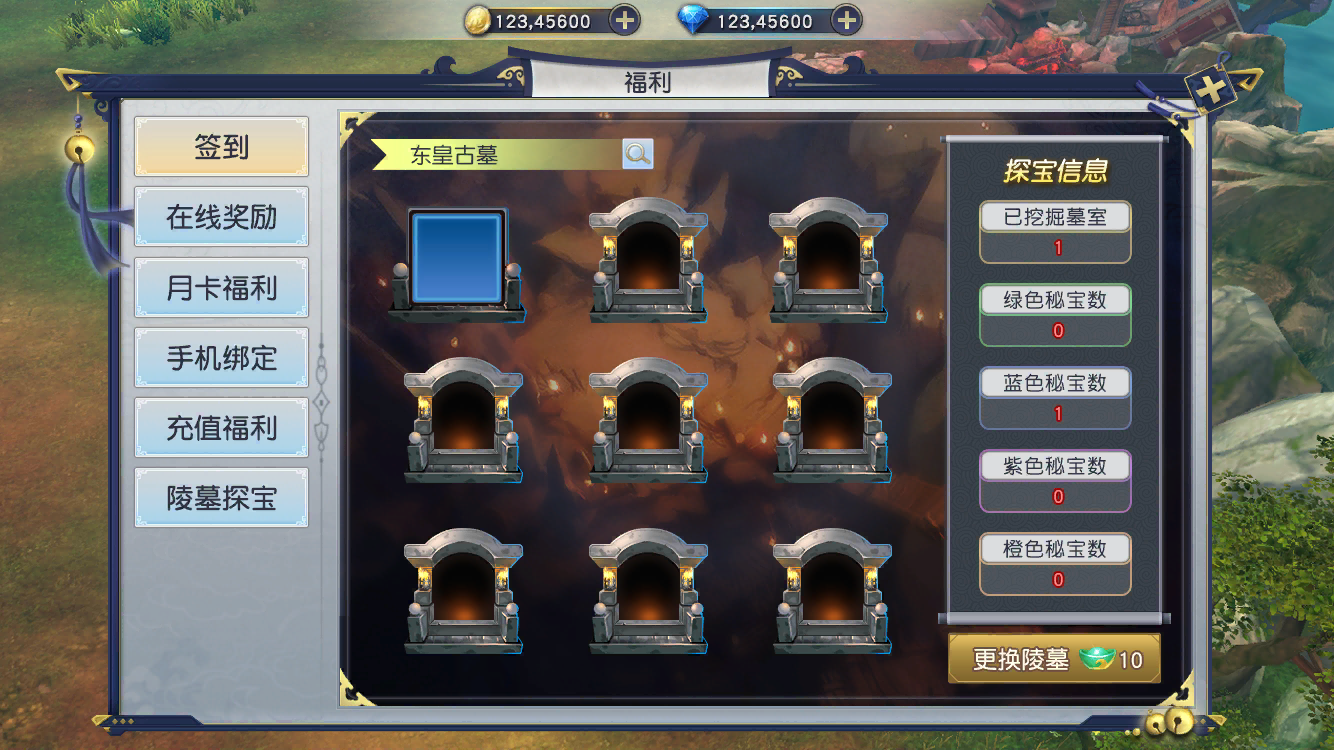 123,45600
123,45600
福利
签到
在线奖励
月卡福利
手机绑定
充值福利
陵墓探宝
东皇古墓
探宝信息
已挖掘墓室
1
绿色秘宝数
0
蓝色秘宝数
1
紫色秘宝数
0
橙色秘宝数
0
更换陵墓 10